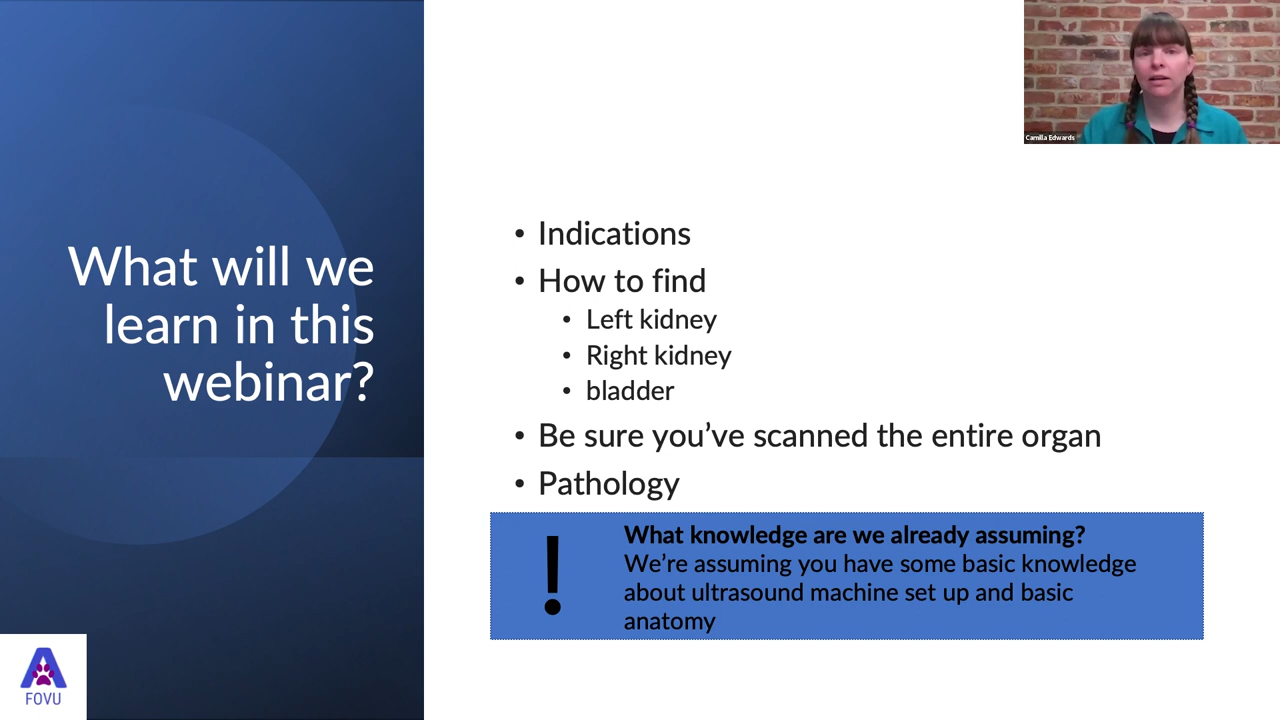 What will we
learn in this
webinar?
• Indications
• How to find
• Left kidney
• Right kidney
• bladder
• Be sure you’ve scanned the entire organ
• Pathology
!
What knowledge are we already assuming?
We’re assuming you have some basic knowledge
about ultrasound machine set up and basic
anatomy
Camilla Edwards
A
FOVU